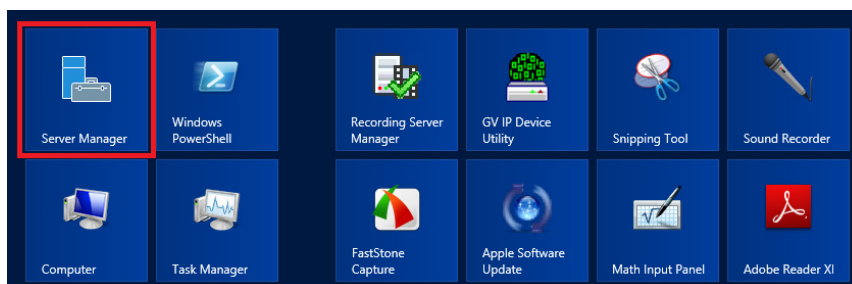 Server Manager
Windows
PowerShell
Recording Server
Manager
GV IP Device
Utility
Snipping Tool
Sound Recorder
Computer
Task Manager
FastStone
Capture
Apple Software
Update
Math Input Panel
Adobe Reader XI